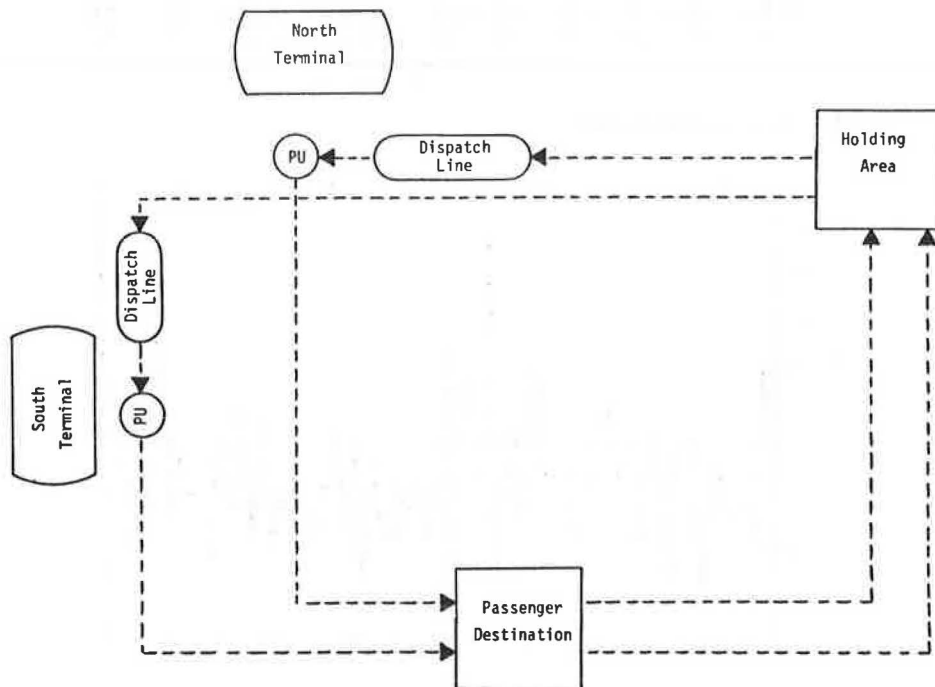 North
Terminal
Holding
Area
PU
Dispatch
Line
Dispatch
Line
South
Terminal
PU
Passenger
Destination